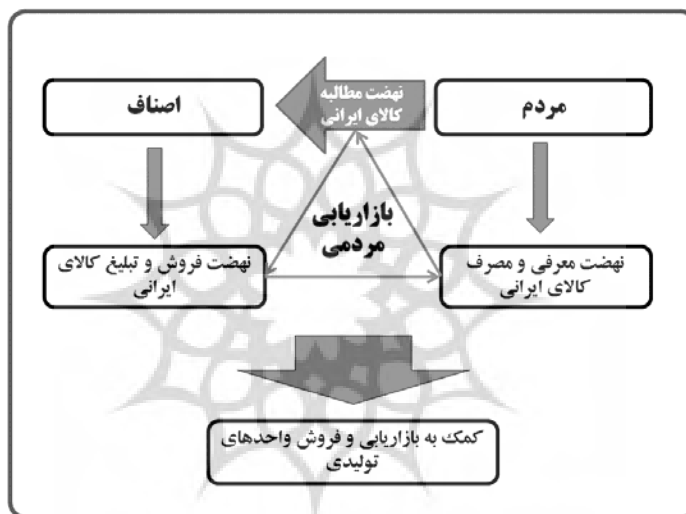 مردم
نهضت مطالبه
کالای ایرانی
اصناف
بازاریابی
مردمی
نهضت معرفی و مصرف
کالای ایرانی
نهضت فروش و تبلیغ کالای
ایرانی
کمک به بازاریابی و فروش واحدهای
تولیدی